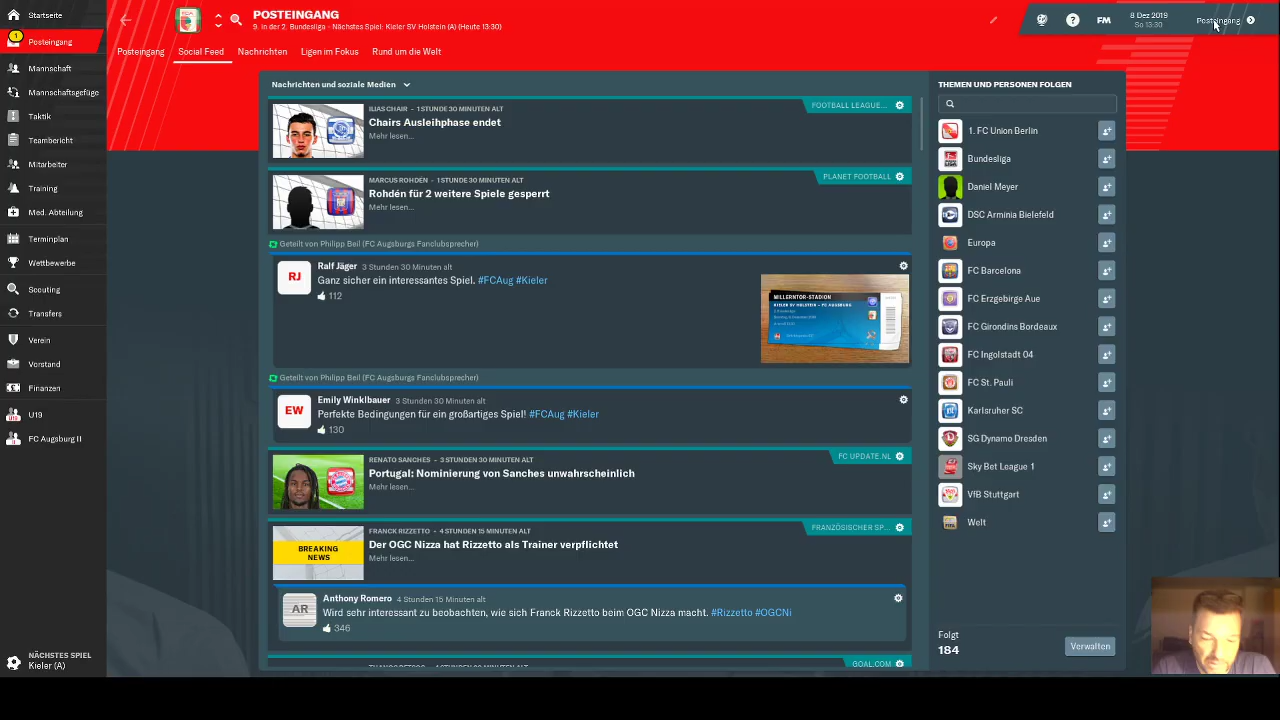 Startseite
POSTEINGANG
9. in der 2. Bundesliga - Nächstes Spiel: Kieler SV Holstein (A) (Heute 13:30)
FM
8 Dez 2019
So 13:30
Posteingang
1
Posteingang
Posteingang
Social Feed
Nachrichten
Ligen im Fokus
Rund um die Welt
Mannschaft
Mannschaftsgefüge
Taktik
Teambericht
Mitarbeiter
Training
Med. Abteilung
Terminplan
Wettbewerbe
Scouting
Transfers
Verein
Vorstand
Finanzen
U19
FC Augsburg II
NÄCHSTES SPIEL
Kieler (A)
Nachrichten und soziale Medien
ILIAS CHAIR - 1 STUNDE 30 MINUTEN ALT
FOOTBALL LEAGUE...
Chairs Ausleihphase endet
Mehr lesen...
MARCUS ROHDÉN - 1 STUNDE 30 MINUTEN ALT
PLANET FOOTBALL
Rohdén für 2 weitere Spiele gesperrt
Mehr lesen...
Geteilt von Philipp Beil (FC Augsburgs Fanclubsprecher)
RJ
Ralf Jäger 3 Stunden 30 Minuten alt
Ganz sicher ein interessantes Spiel. #FCAug #Kieler
112
MILLERNTOR-STADION
KIELER SV HOLSTEIN - FC AUGSBURG
Geteilt von Philipp Beil (FC Augsburgs Fanclubsprecher)
EW
Emily Winklbauer 3 Stunden 30 Minuten alt
Perfekte Bedingungen für ein großartiges Spiel! #FCAug #Kieler
130
RENATO SANCHES - 3 STUNDEN 30 MINUTEN ALT
FC UPDATE.NL
Portugal: Nominierung von Sanches unwahrscheinlich
Mehr lesen...
FRANCK RIZZETTO - 4 STUNDEN 15 MINUTEN ALT
FRANZÖSISCHER SP...
BREAKING
NEWS
Der OGC Nizza hat Rizzetto als Trainer verpflichtet
Mehr lesen...
AR
Anthony Romero 4 Stunden 15 Minuten alt
Wird sehr interessant zu beobachten, wie sich Franck Rizzetto beim OGC Nizza macht. #Rizzetto #OGCNi
346
GOAL.COM
THEMEN UND PERSONEN FOLGEN
1. FC Union Berlin
Bundesliga
Daniel Meyer
DSC Arminia Bielefeld
Europa
FC Barcelona
FC Erzgebirge Aue
FC Girondins Bordeaux
FC Ingolstadt 04
FC St. Pauli
Karlsruher SC
SG Dynamo Dresden
Sky Bet League 1
VfB Stuttgart
Welt
Folgt
184
Verwalten